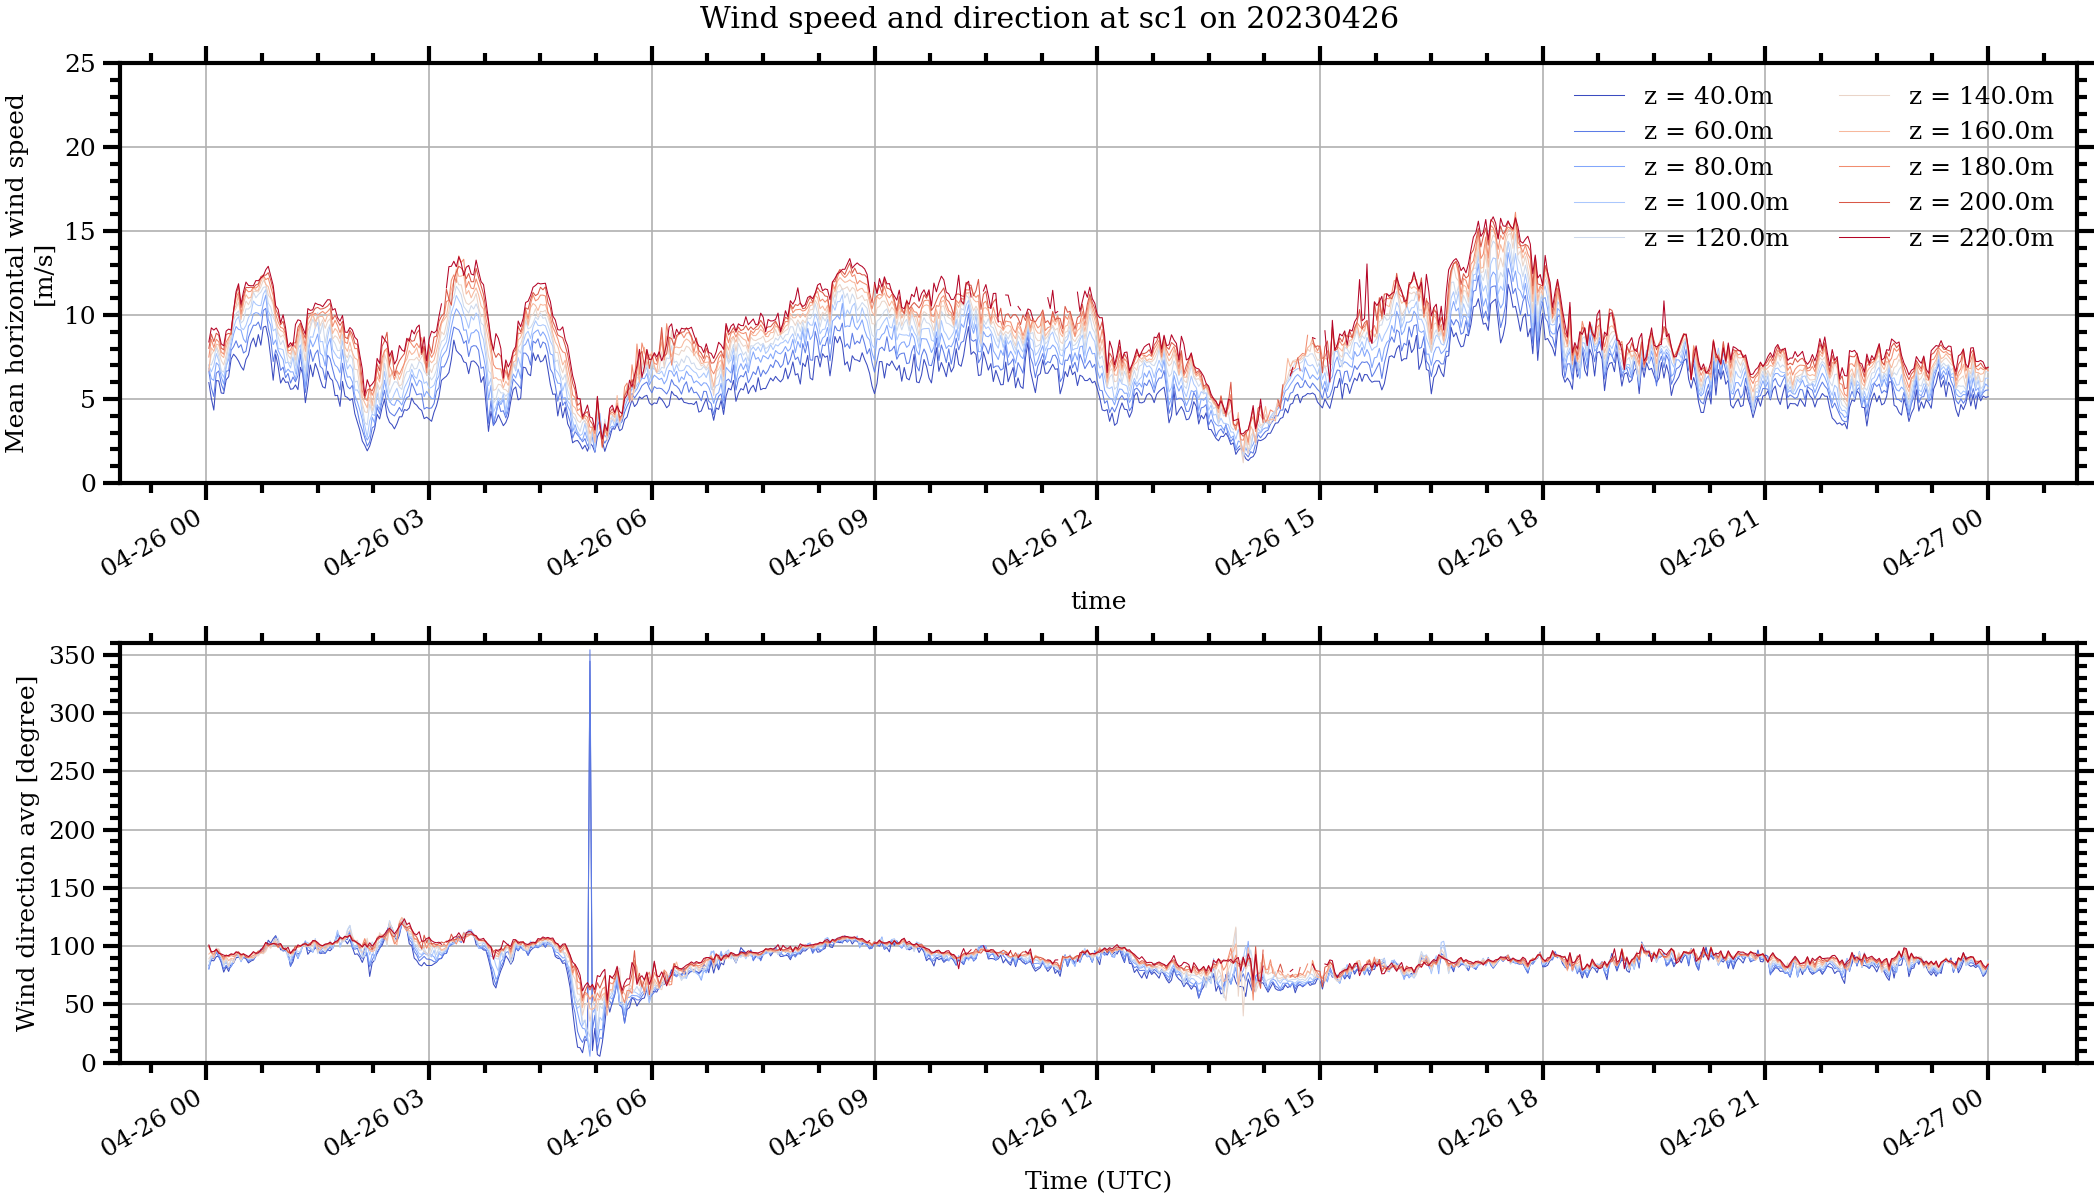 Wind speed and direction at sc1 on 20230426
Mean horizontal wind speed
[m/s]
25
20
15
10
5
0
z = 40.0m
z = 60.0m
z = 80.0m
z = 100.0m
z = 120.0m
z = 140.0m
z = 160.0m
z = 180.0m
z = 200.0m
z = 220.0m
04-26 00
04-26 03
04-26 06
04-26 09
04-26 12
04-26 15
04-26 18
04-26 21
04-27 00
time
Wind direction avg [degree]
350
300
250
200
150
100
50
0
04-26 00
04-26 03
04-26 06
04-26 09
04-26 12
04-26 15
04-26 18
04-26 21
04-27 00
Time (UTC)